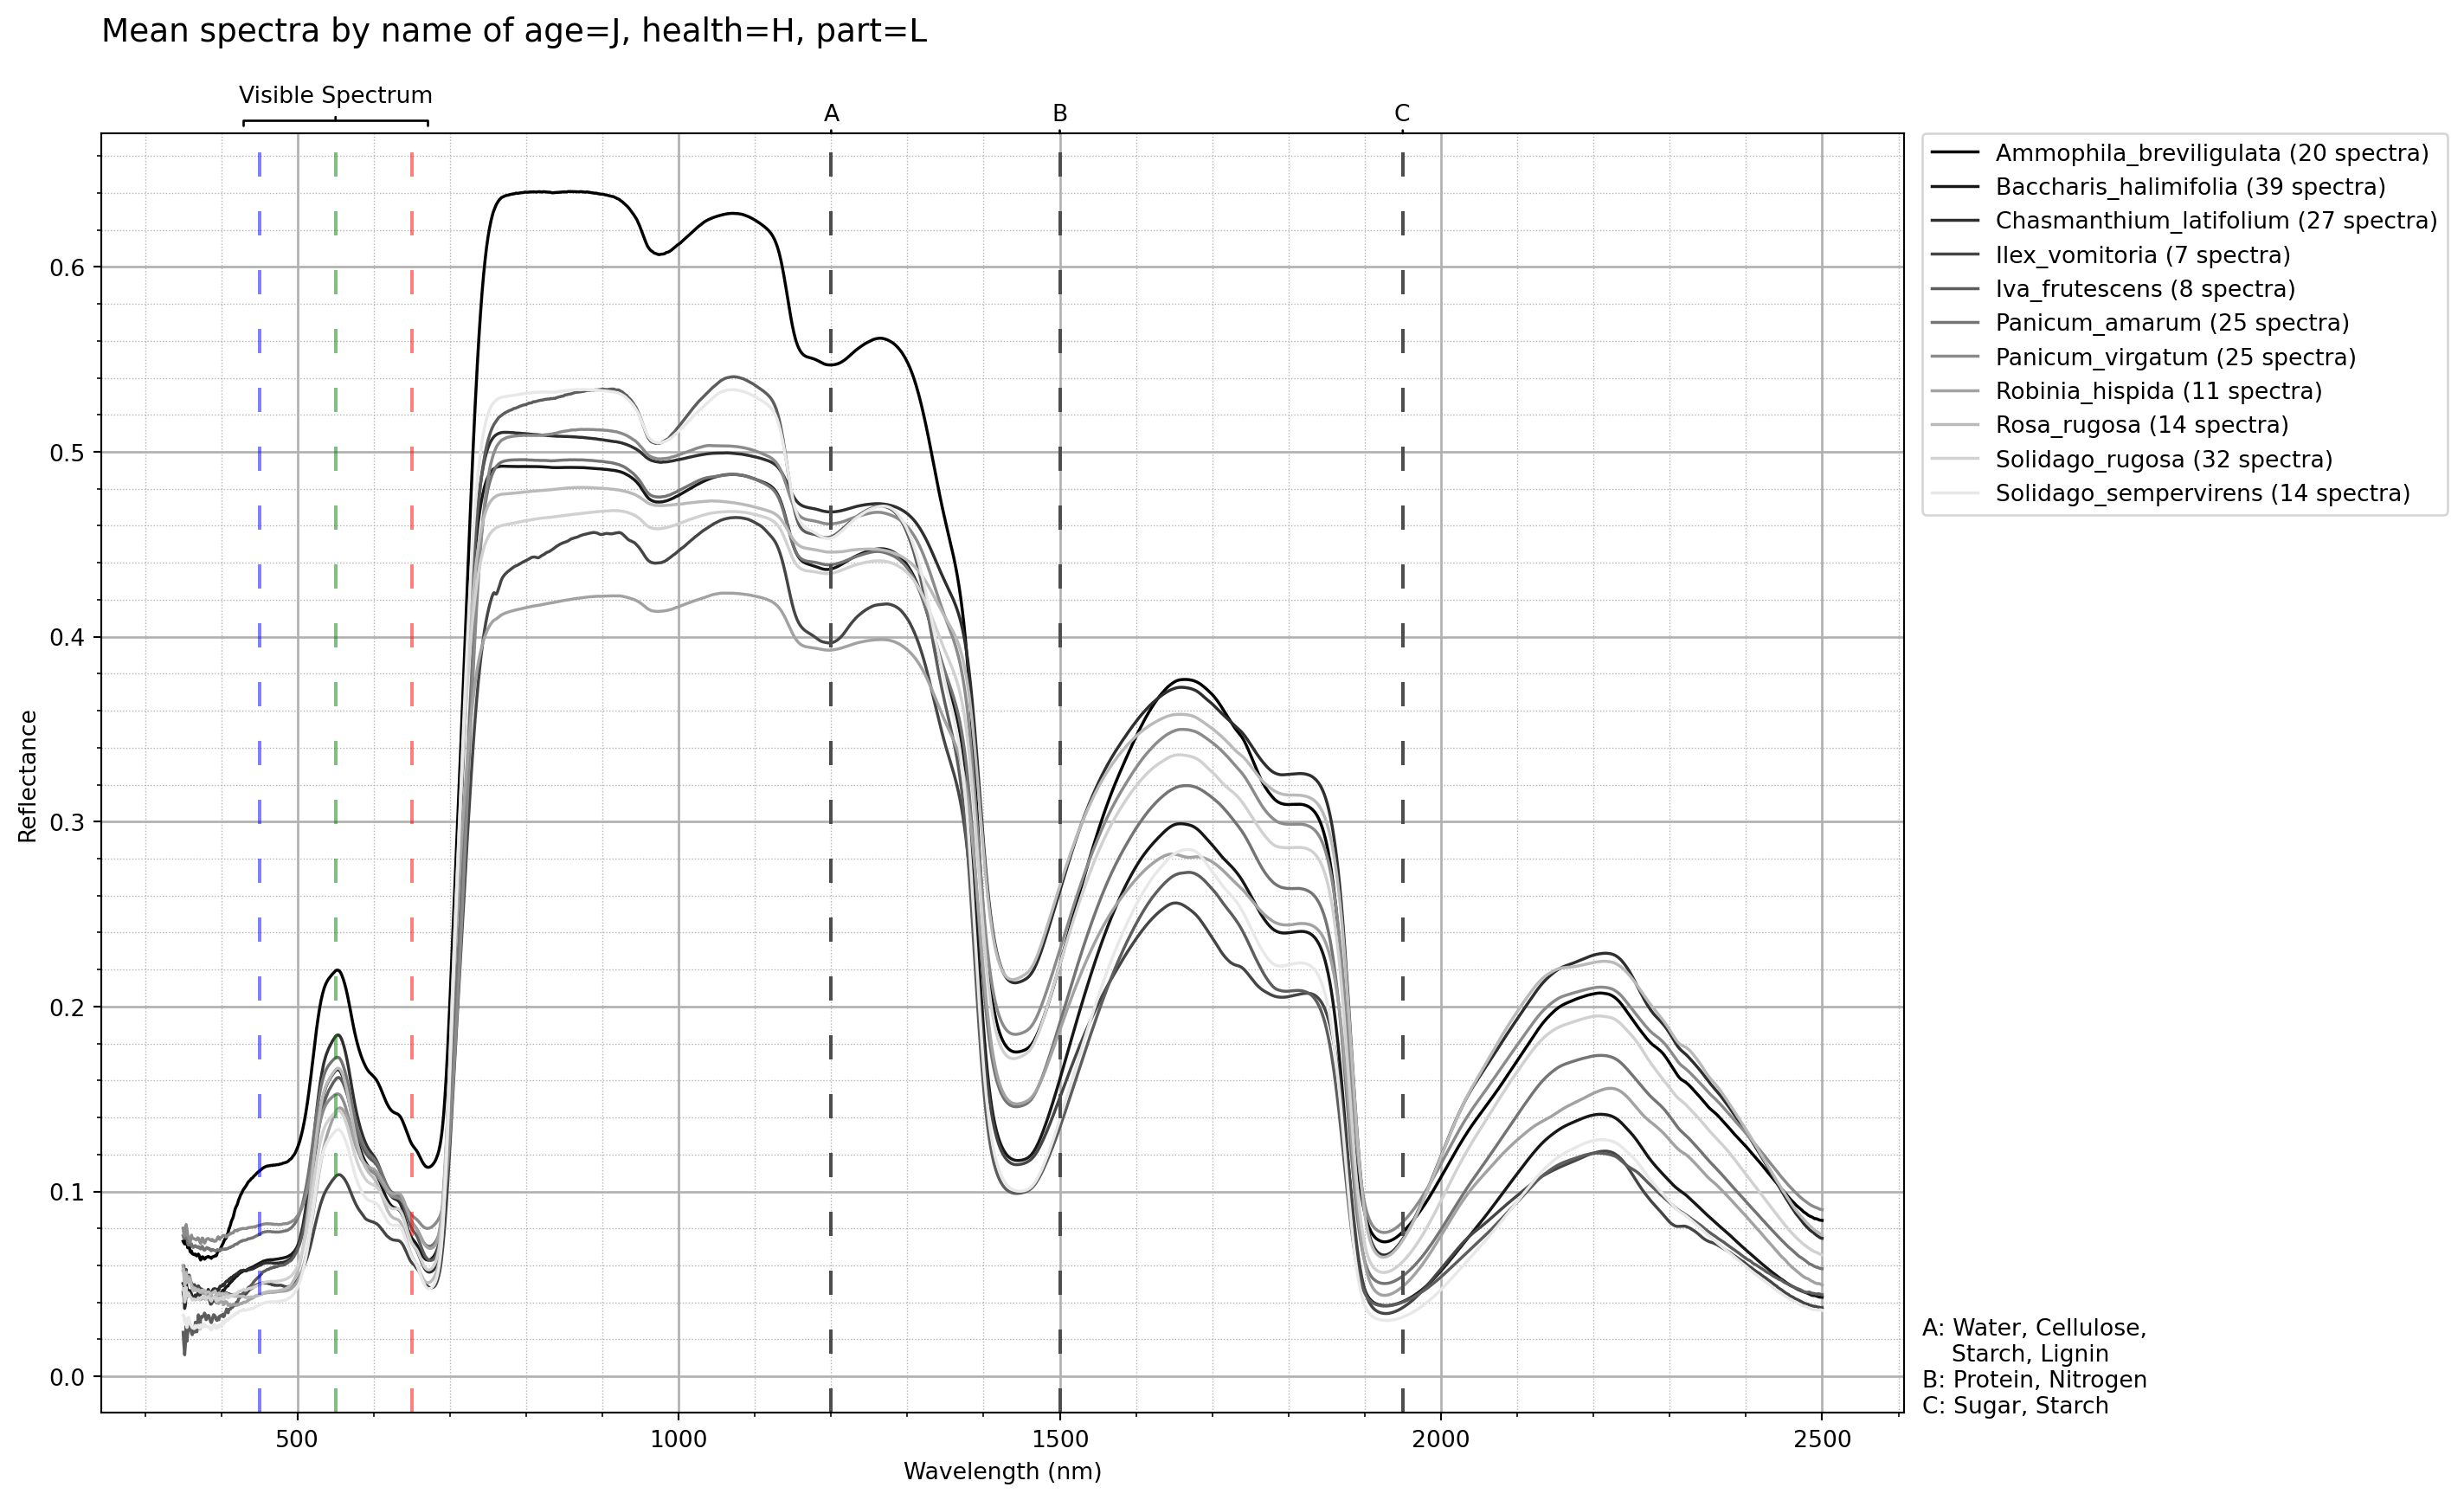 Mean spectra by name of age=J, health=H, part=L
Visible Spectrum
A
B
C
0.6
0.5
0.4
0.3
0.2
0.1
0.0
Reflectance
500
1000
1500
2000
2500
Wavelength (nm)
Ammophila_breviligulata (20 spectra)
Baccharis_halimifolia (39 spectra)
Chasmanthium_latifolium (27 spectra)
Ilex_vomitoria (7 spectra)
Iva_frutescens (8 spectra)
Panicum_amarum (25 spectra)
Panicum_virgatum (25 spectra)
Robinia_hispida (11 spectra)
Rosa_rugosa (14 spectra)
Solidago_rugosa (32 spectra)
Solidago_sempervirens (14 spectra)
A: Water, Cellulose,
Starch, Lignin
B: Protein, Nitrogen
C: Sugar, Starch